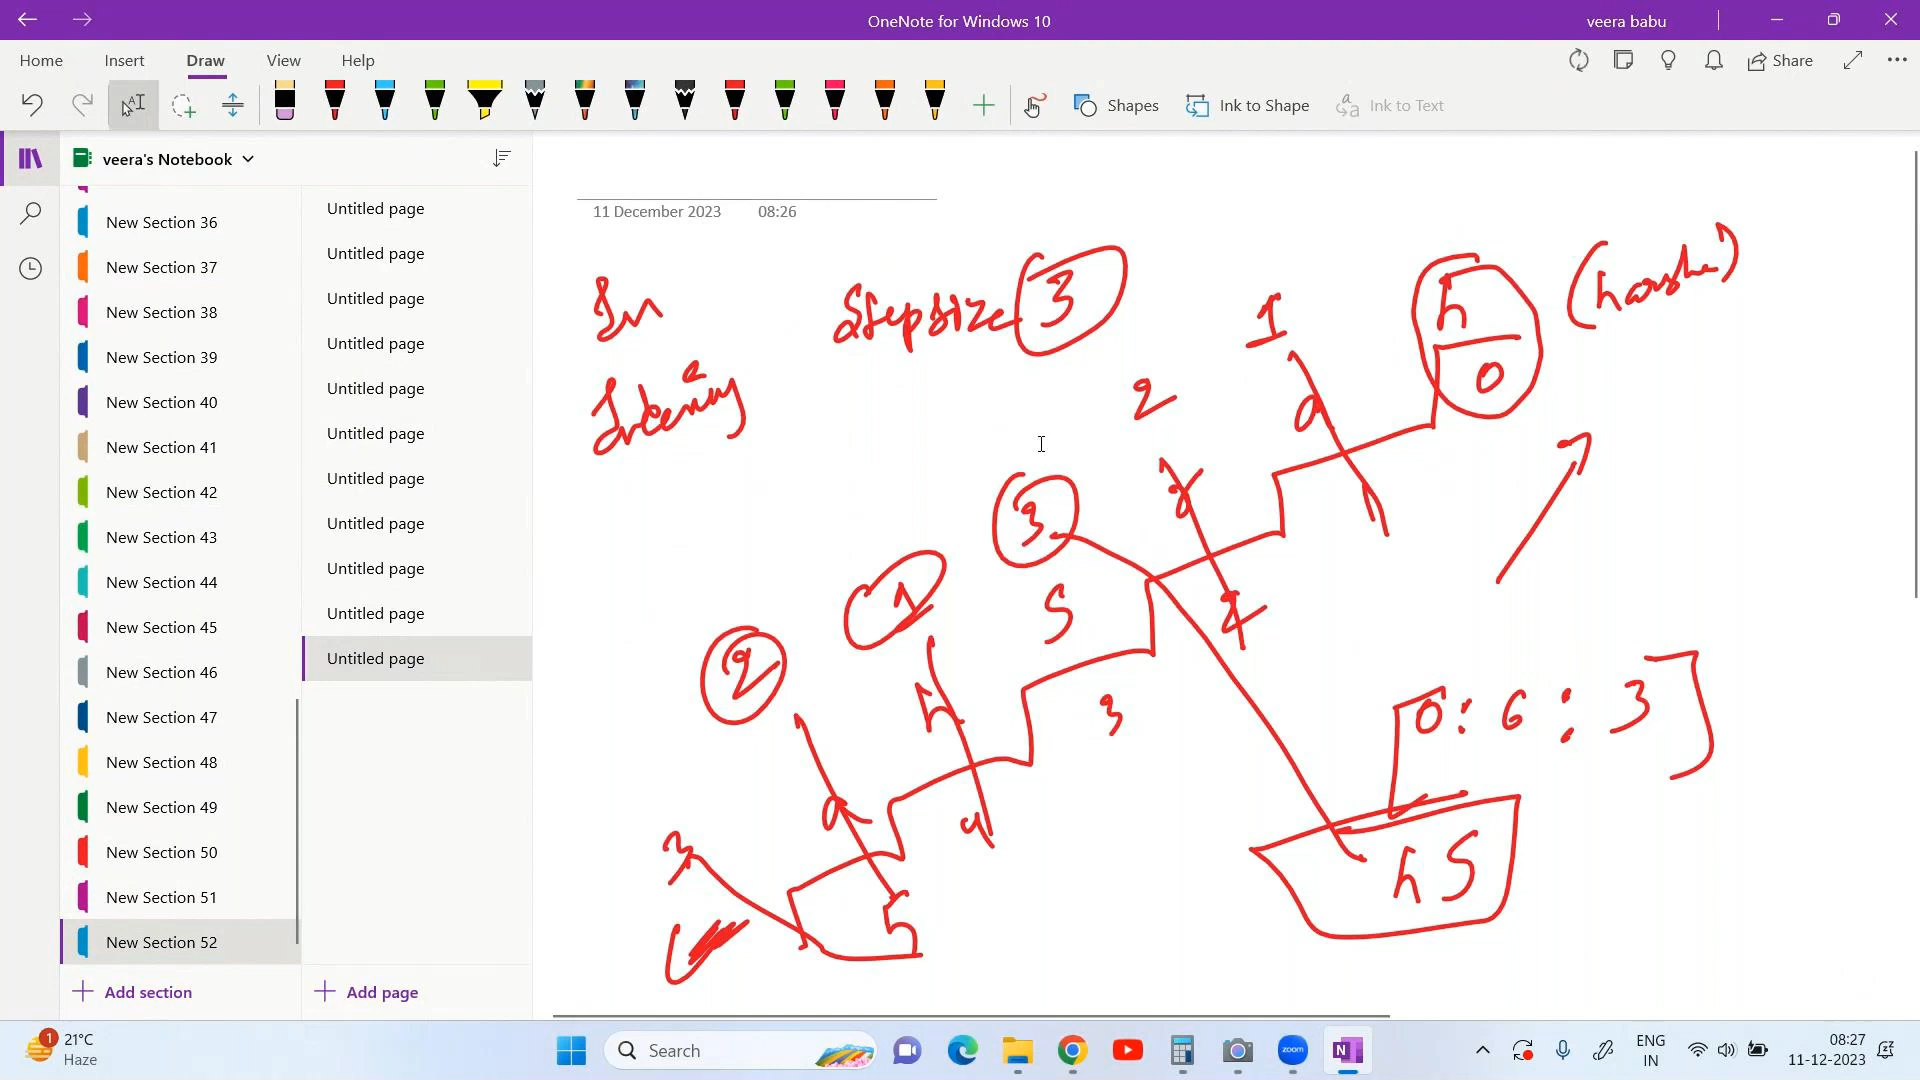 OneNote for Windows 10
veera babu
Home Insert Draw View Help
Share
Shapes
Ink to Shape
Ink to Text
veera's Notebook
New Section 36
New Section 37
New Section 38
New Section 39
New Section 40
New Section 41
New Section 42
New Section 43
New Section 44
New Section 45
New Section 46
New Section 47
New Section 48
New Section 49
New Section 50
New Section 51
New Section 52
Add section
Untitled page
Untitled page
Untitled page
Untitled page
Untitled page
Untitled page
Untitled page
Untitled page
Untitled page
Untitled page
Untitled page
Add page
11 December 2023 08:26
Stepsize 3
1
h
0
2
a
3
1
S
2
h
3
a
4
3
5
0 : 6 : 3 ]
h S
1
21°C
Haze
Search
zoom
N
ENG
IN
08:27
11-12-2023